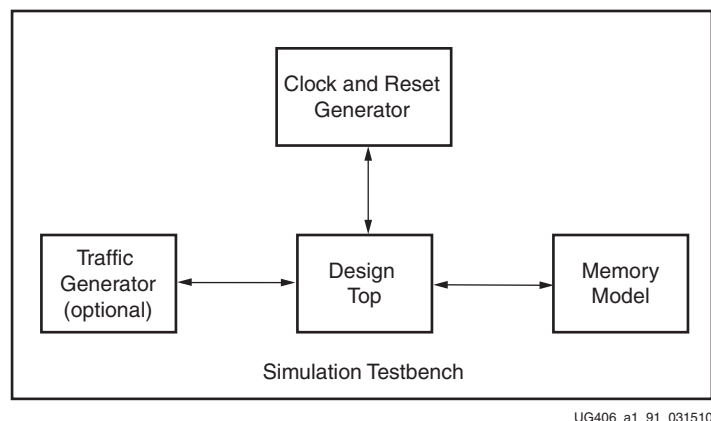 Clock and Reset
Generator
Traffic
Generator
(optional)
Design
Top
Memory
Model
Simulation Testbench
UG406_a1_91_031510